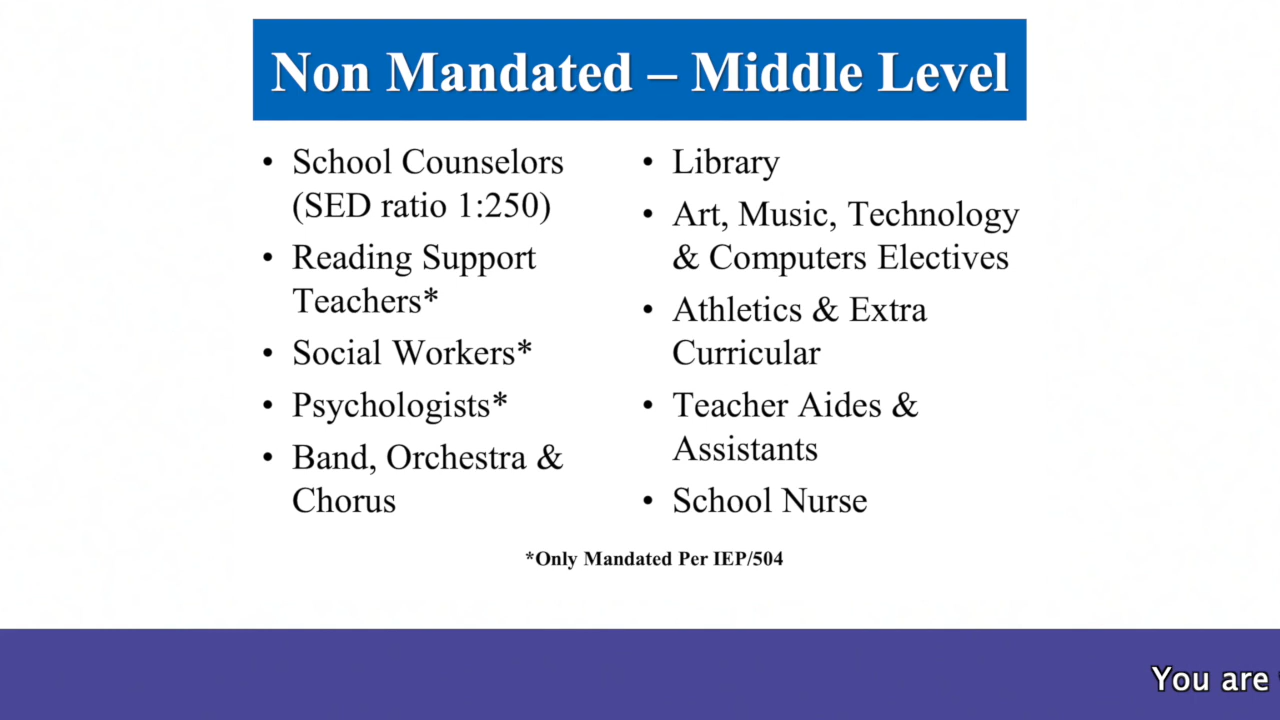 Non Mandated – Middle Level
• School Counselors
(SED ratio 1:250)
• Reading Support
Teachers*
• Social Workers*
• Psychologists*
• Band, Orchestra &
Chorus
• Library
• Art, Music, Technology
& Computers Electives
• Athletics & Extra
Curricular
• Teacher Aides &
Assistants
• School Nurse
*Only Mandated Per IEP/504
You are